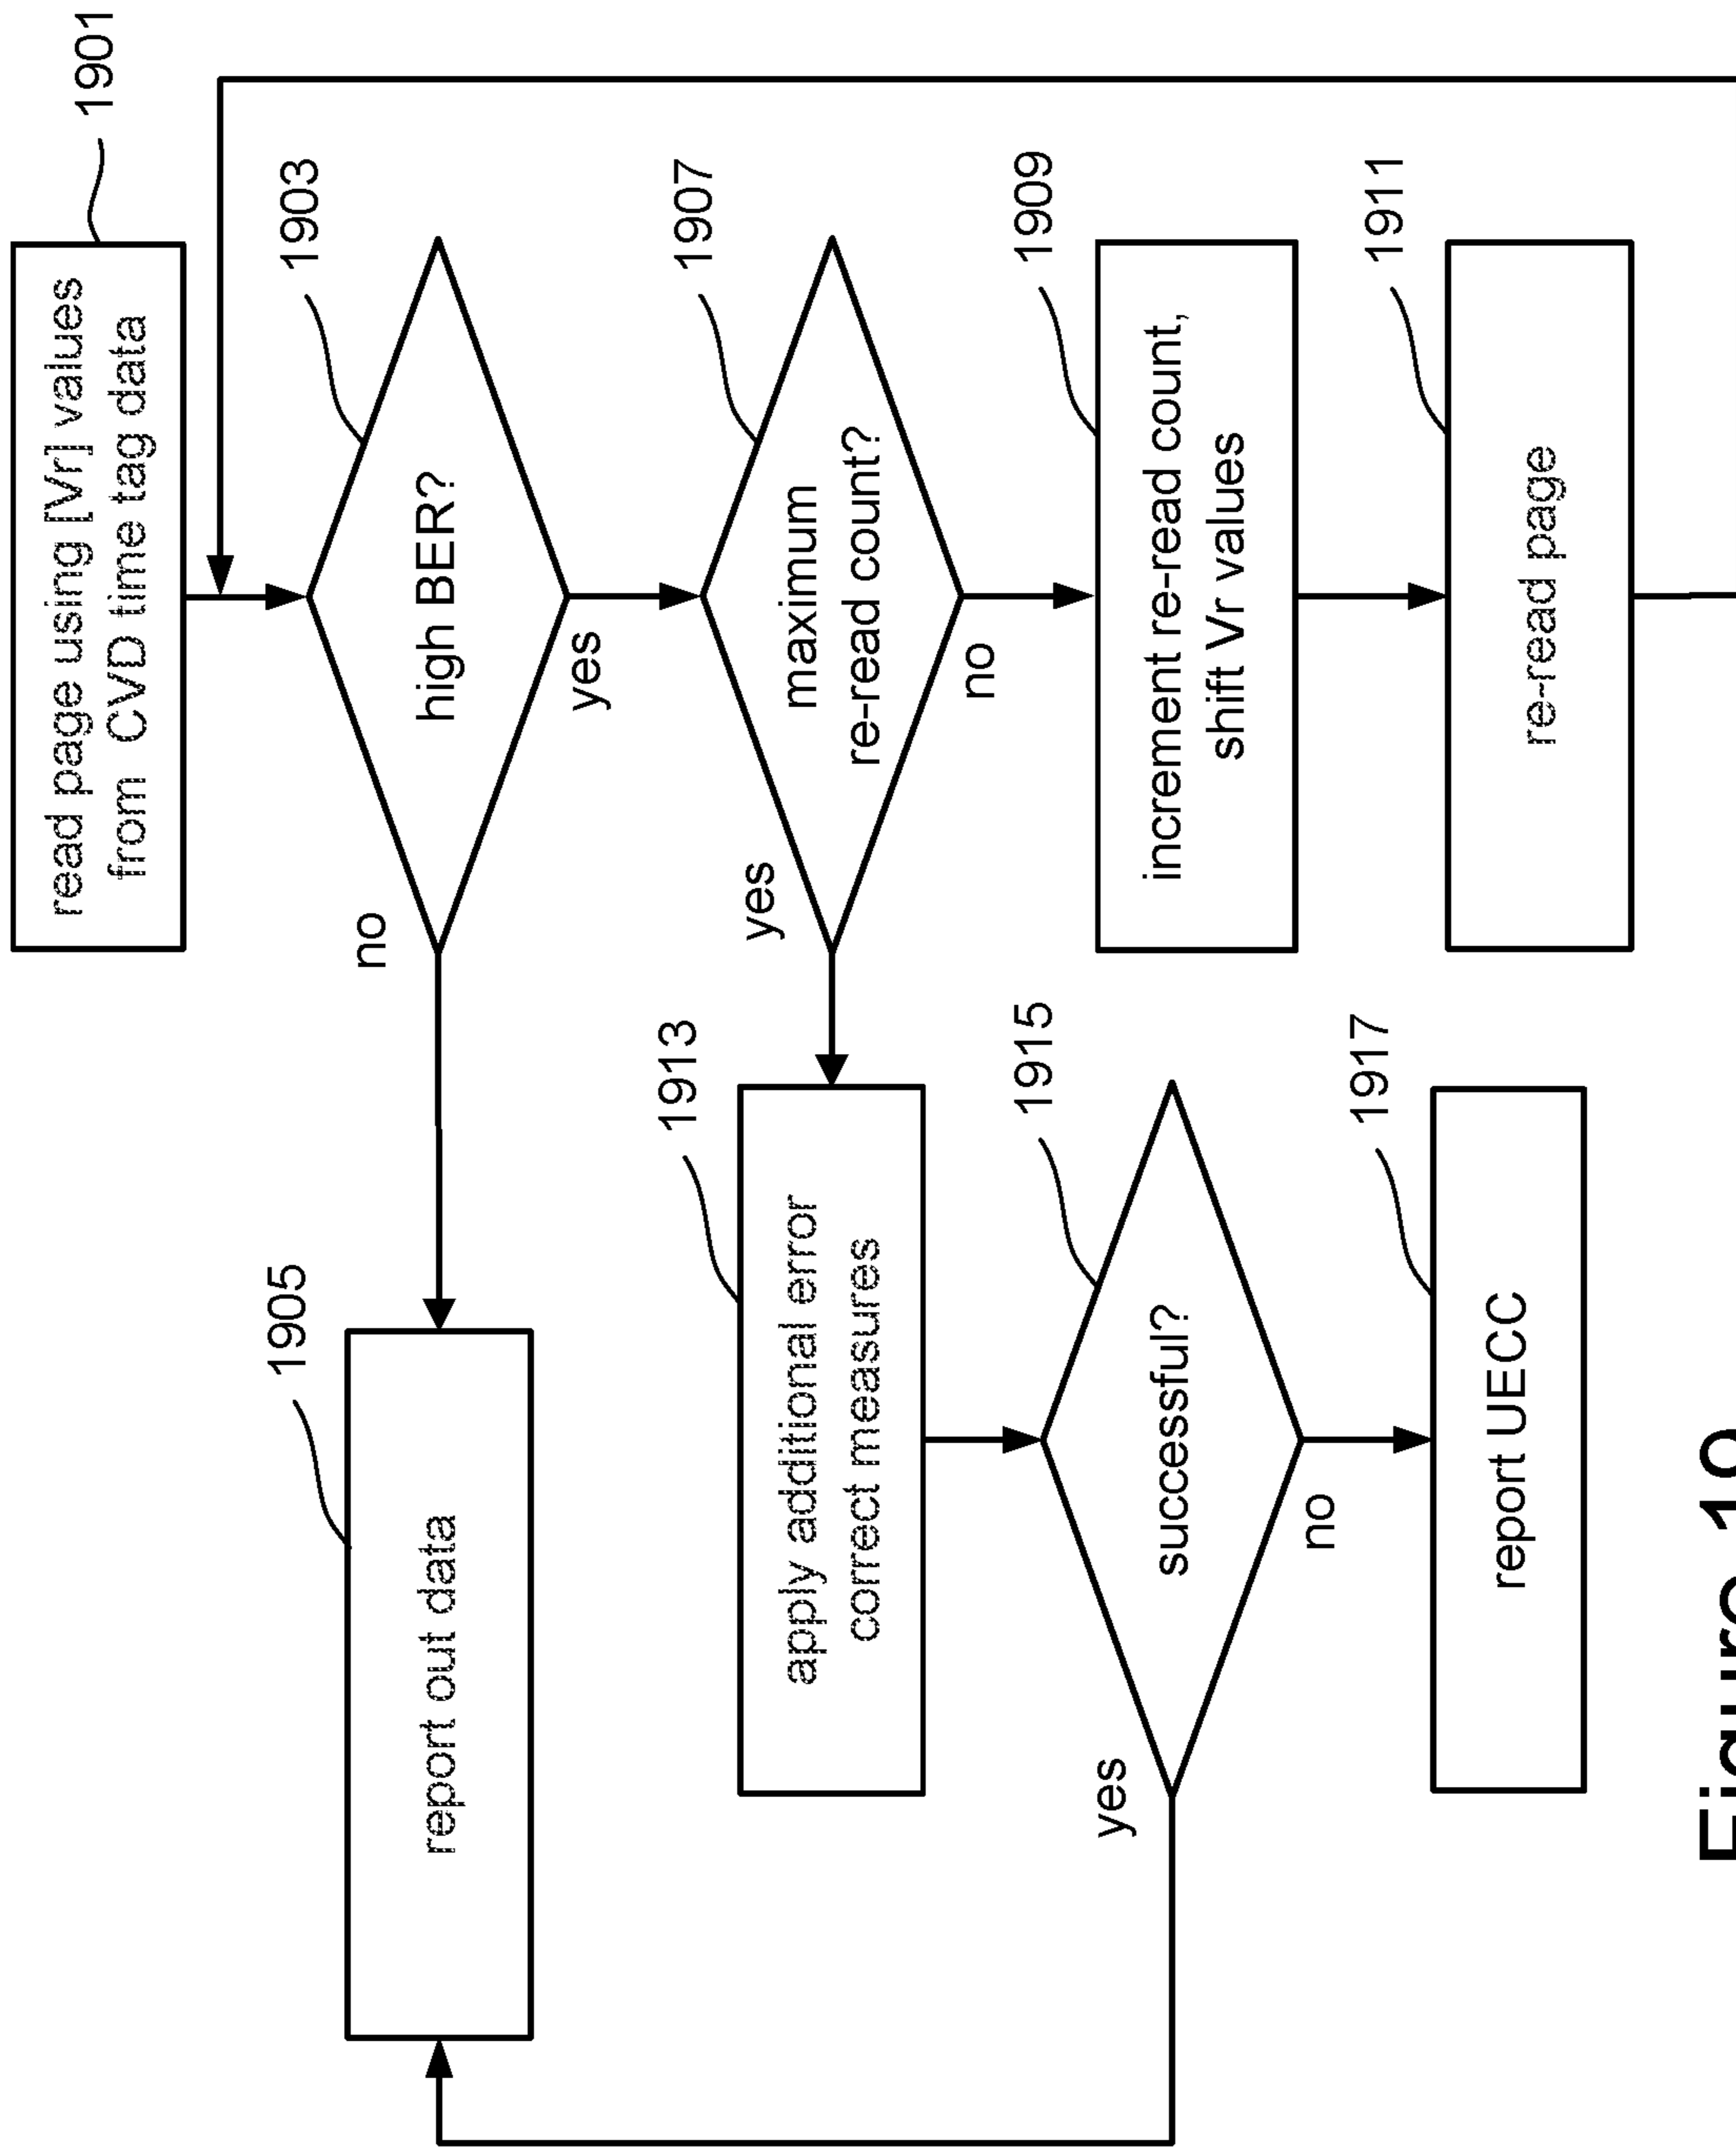 read page using [Vr] values
from CVD time tag data
1901
high BER?
1903
no
yes
report out data
1905
maximum
re-read count?
1907
yes
no
increment re-read count,
shift Vr values
1909
re-read page
1911
apply additional error
correct measures
1913
successful?
1915
yes
no
report UECC
1917
Figure 19